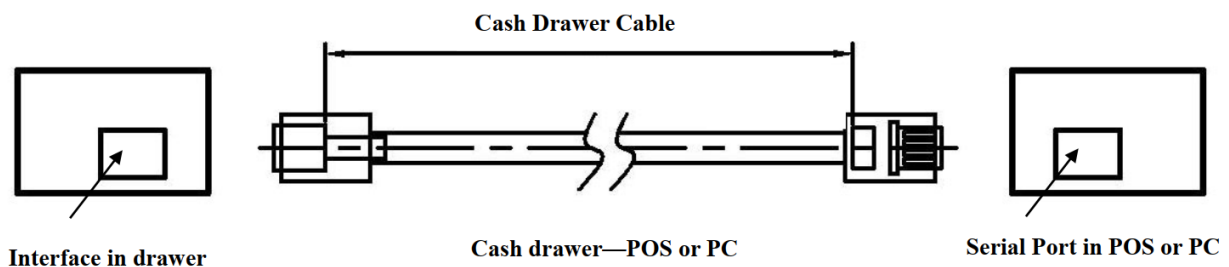 Cash Drawer Cable
Interface in drawer
Cash drawer—POS or PC
Serial Port in POS or PC